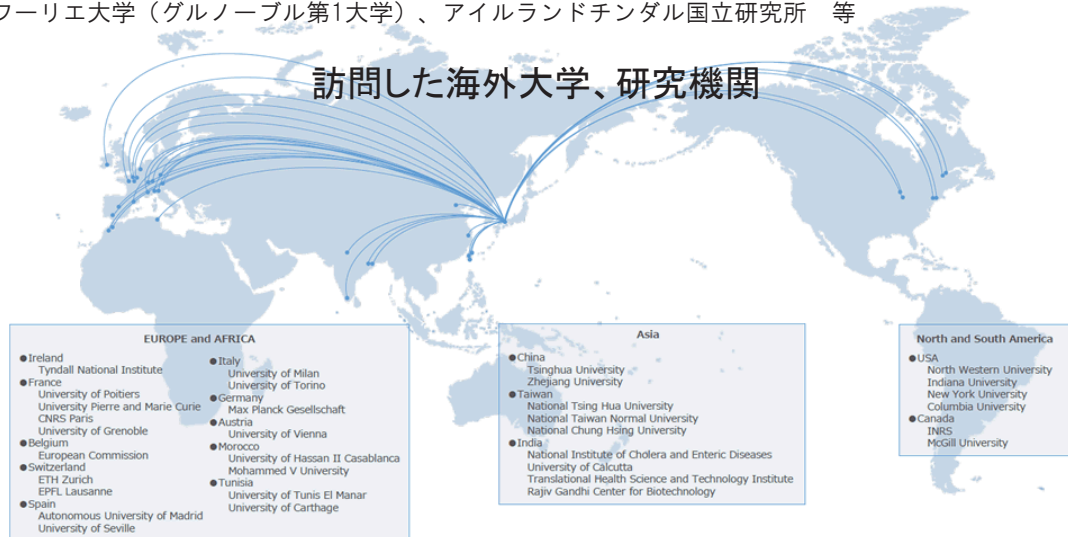 フーリエ大学（グルノーブル第1大学）、アイルランドチンダル国立研究所　等
訪問した海外大学、研究機関
EUROPE and AFRICA
●Ireland
Tyndall National Institute
●France
University of Poitiers
University Pierre and Marie Curie
CNRS Paris
University of Grenoble
●Belgium
European Commission
●Switzerland
ETH Zurich
EPFL Lausanne
●Spain
Autonomous University of Madrid
University of Seville
●Italy
University of Milan
University of Torino
●Germany
Max Planck Gesellschaft
●Austria
University of Vienna
●Morocco
University of Hassan II Casablanca
Mohammed V University
●Tunisia
University of Tunis El Manar
University of Carthage
Asia
●China
Tsinghua University
Zhejiang University
●Taiwan
National Tsing Hua University
National Taiwan Normal University
National Chung Hsing University
●India
National Institute of Cholera and Enteric Diseases
University of Calcutta
Translational Health Science and Technology Institute
Rajiv Gandhi Center for Biotechnology
North and South America
●USA
North Western University
Indiana University
New York University
Columbia University
●Canada
INRS
McGill University